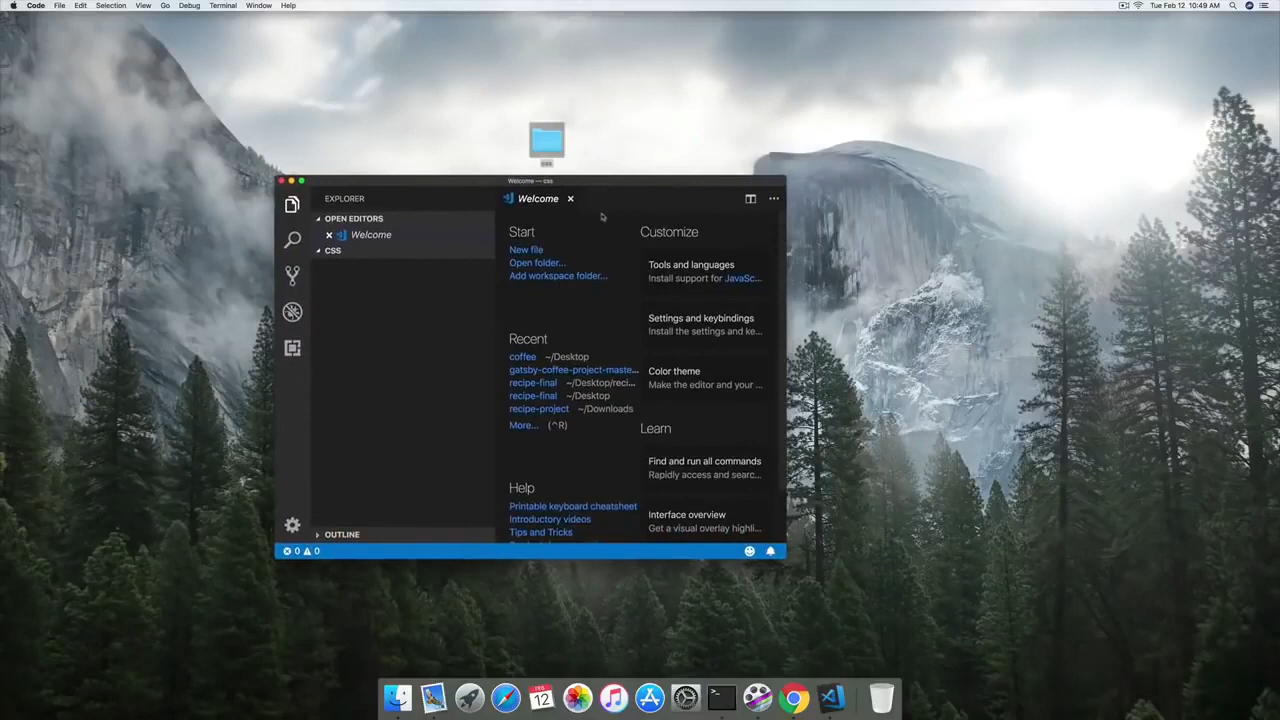 Code File Edit Selection View Go Debug Terminal Window Help
Tue Feb 12 10:49 AM
css
Welcome — css
EXPLORER
OPEN EDITORS
Welcome
CSS
OUTLINE
Welcome
Start
New file
Open folder...
Add workspace folder...
Recent
coffee ~/Desktop
gatsby-coffee-project-maste...
recipe-final ~/Desktop/reci...
recipe-final ~/Desktop
recipe-project ~/Downloads
More... (^R)
Help
Printable keyboard cheatsheet
Introductory videos
Tips and Tricks
Customize
Tools and languages
Install support for JavaSc...
Settings and keybindings
Install the settings and ke...
Color theme
Make the editor and your ...
Learn
Find and run all commands
Rapidly access and searc...
Interface overview
Get a visual overlay highli...
0 0
FEB
12